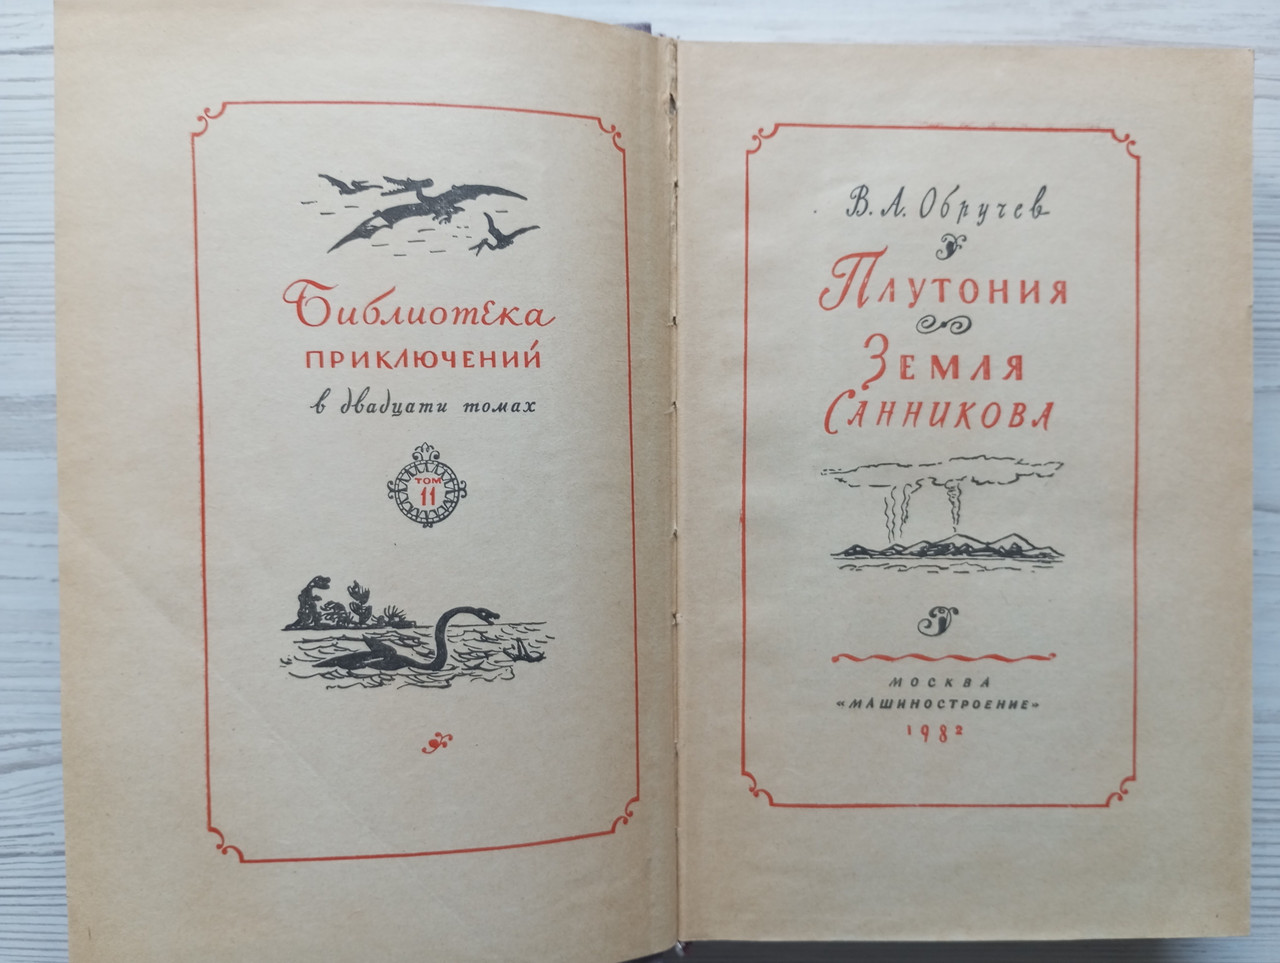 Библиотека
приключений
в двадцати томах
том
11
В. А. Обручев
Плутония
Земля
Санникова
МОСКВА
«МАШИНОСТРОЕНИЕ»
1982